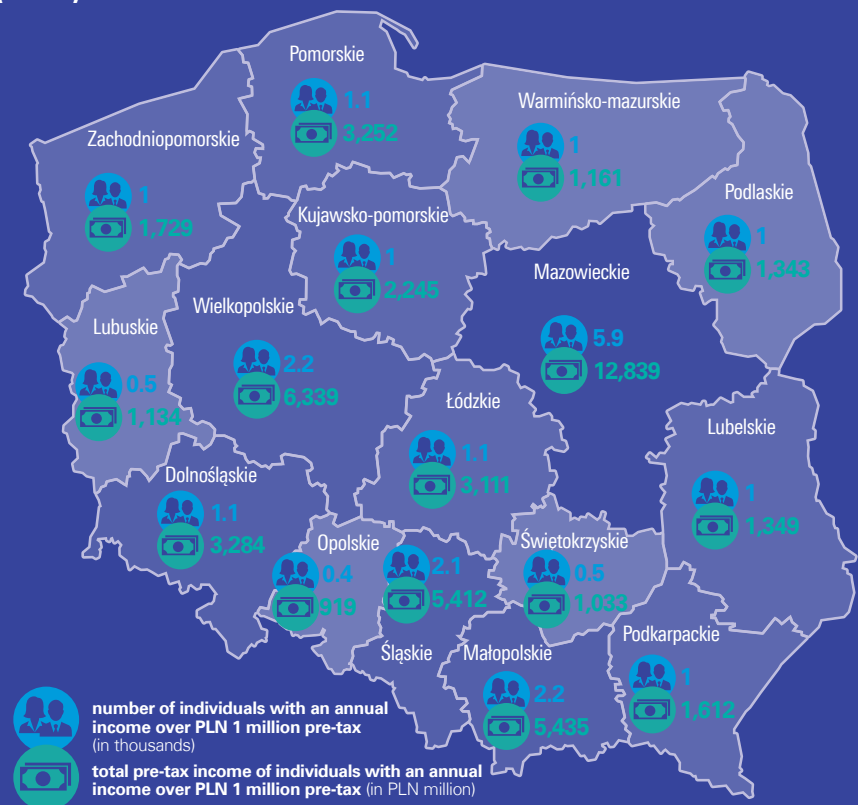 Pomorskie
1.1
3,252
Warmińsko-mazurskie
1
1,161
Zachodniopomorskie
1
1,729
Podlaskie
1
1,343
Kujawsko-pomorskie
1
2,245
Mazowieckie
5.9
12,839
Wielkopolskie
2.2
6,339
Lubuskie
0.5
1,134
Łódzkie
1.1
3,111
Lubelskie
1
1,349
Dolnośląskie
1.1
3,284
Opolskie
0.4
919
2.1
5,412
Śląskie
Świętokrzyskie
0.5
1,033
Małopolskie
2.2
5,435
Podkarpackie
1
1,612
number of individuals with an annual
income over PLN 1 million pre-tax
(in thousands)
total pre-tax income of individuals with an annual
income over PLN 1 million pre-tax (in PLN million)